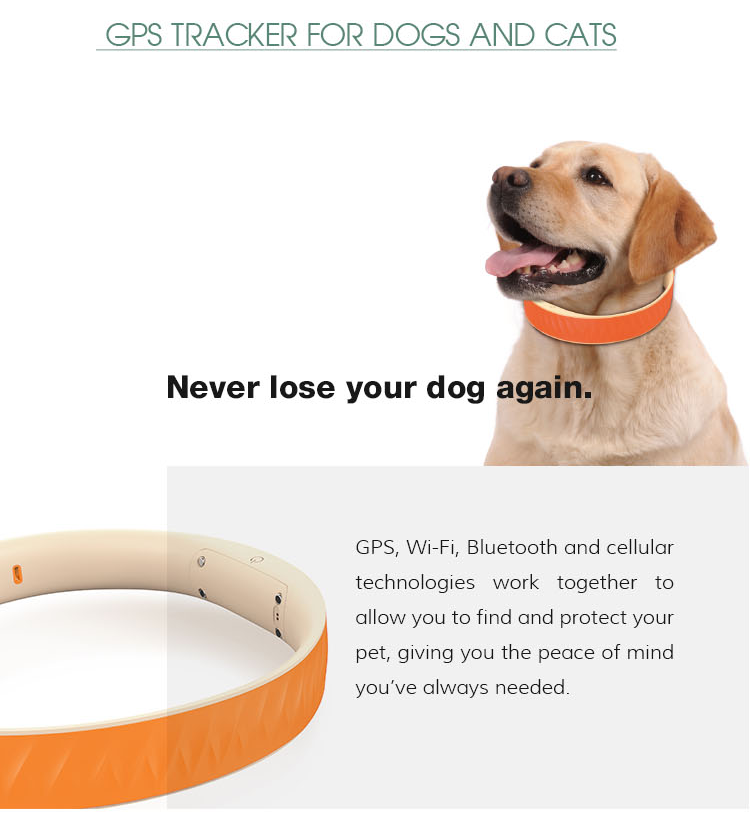 GPS TRACKER FOR DOGS AND CATS
Never lose your dog again.
GPS, Wi-Fi, Bluetooth and cellular
technologies work together to
allow you to find and protect your
pet, giving you the peace of mind
you’ve always needed.